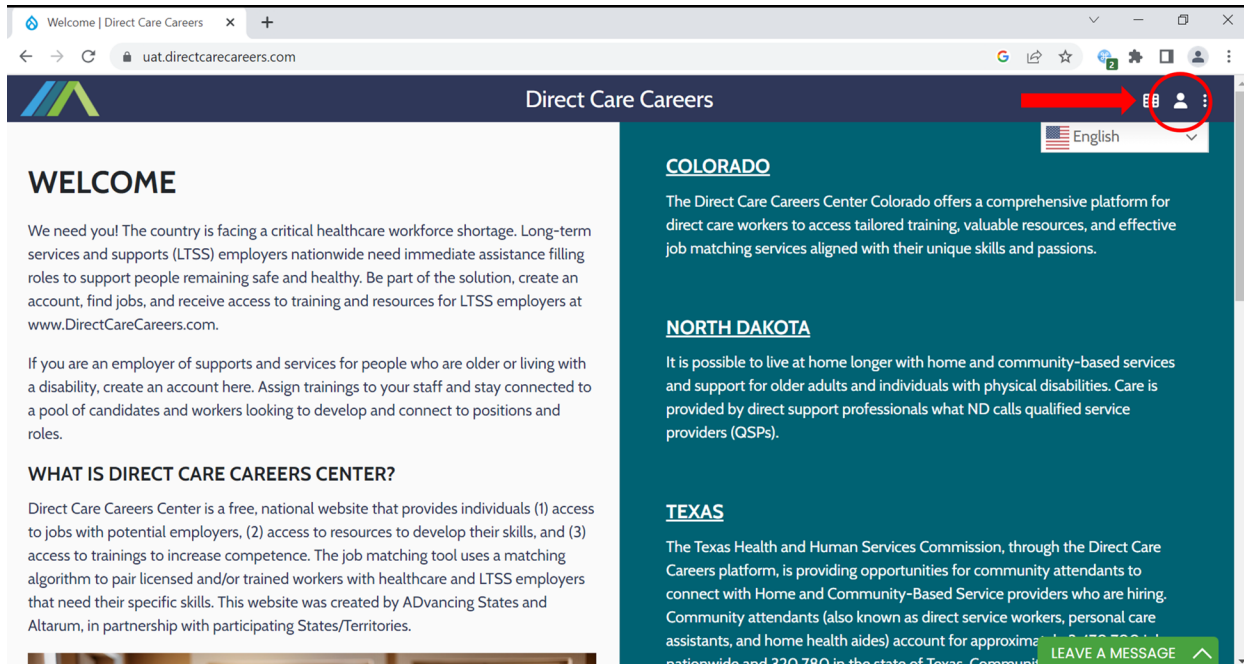 Welcome | Direct Care Careers
uat.directcarecareers.com
2
Direct Care Careers
English
WELCOME
We need you! The country is facing a critical healthcare workforce shortage. Long-term
services and supports (LTSS) employers nationwide need immediate assistance filling
roles to support people remaining safe and healthy. Be part of the solution, create an
account, find jobs, and receive access to training and resources for LTSS employers at
www.DirectCareCareers.com.
If you are an employer of supports and services for people who are older or living with
a disability, create an account here. Assign trainings to your staff and stay connected to
a pool of candidates and workers looking to develop and connect to positions and
roles.
WHAT IS DIRECT CARE CAREERS CENTER?
Direct Care Careers Center is a free, national website that provides individuals (1) access
to jobs with potential employers, (2) access to resources to develop their skills, and (3)
access to trainings to increase competence. The job matching tool uses a matching
algorithm to pair licensed and/or trained workers with healthcare and LTSS employers
that need their specific skills. This website was created by ADvancing States and
Altarum, in partnership with participating States/Territories.
COLORADO
The Direct Care Careers Center Colorado offers a comprehensive platform for
direct care workers to access tailored training, valuable resources, and effective
job matching services aligned with their unique skills and passions.
NORTH DAKOTA
It is possible to live at home longer with home and community-based services
and support for older adults and individuals with physical disabilities. Care is
provided by direct support professionals what ND calls qualified service
providers (QSPs).
TEXAS
The Texas Health and Human Services Commission, through the Direct Care
Careers platform, is providing opportunities for community attendants to
connect with Home and Community-Based Service providers who are hiring.
Community attendants (also known as direct service workers, personal care
assistants, and home health aides) account for
nationwide and 320,780 in the state of Texas.
LEAVE A MESSAGE